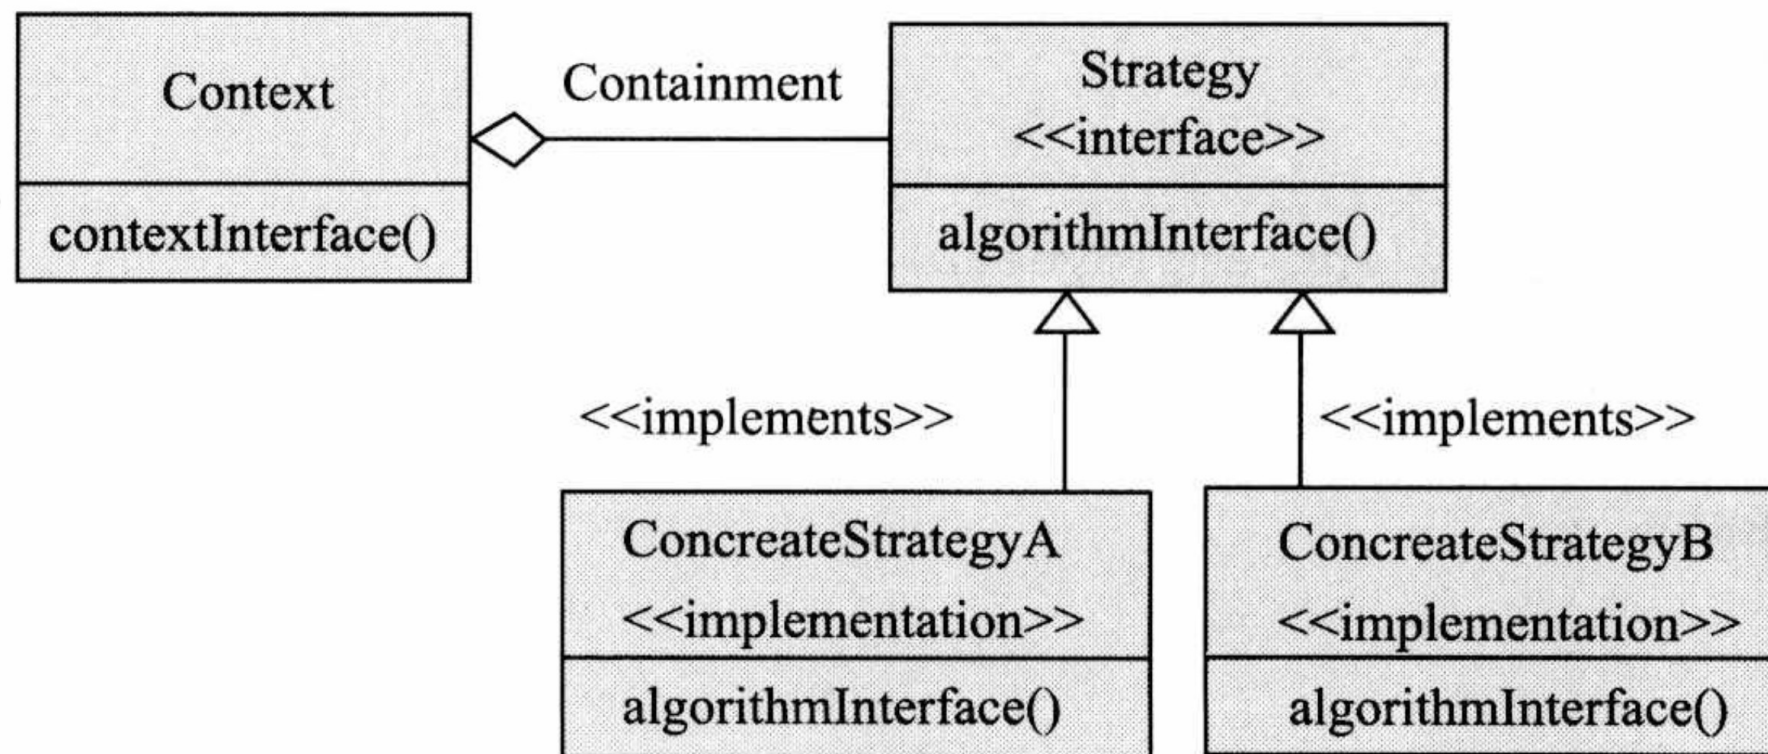 Context
contextInterface()
Containment
Strategy
<<interface>>
algorithmInterface()
<<implements>>
<<implements>>
ConcreateStrategyA
<<implementation>>
algorithmInterface()
ConcreateStrategyB
<<implementation>>
algorithmInterface()